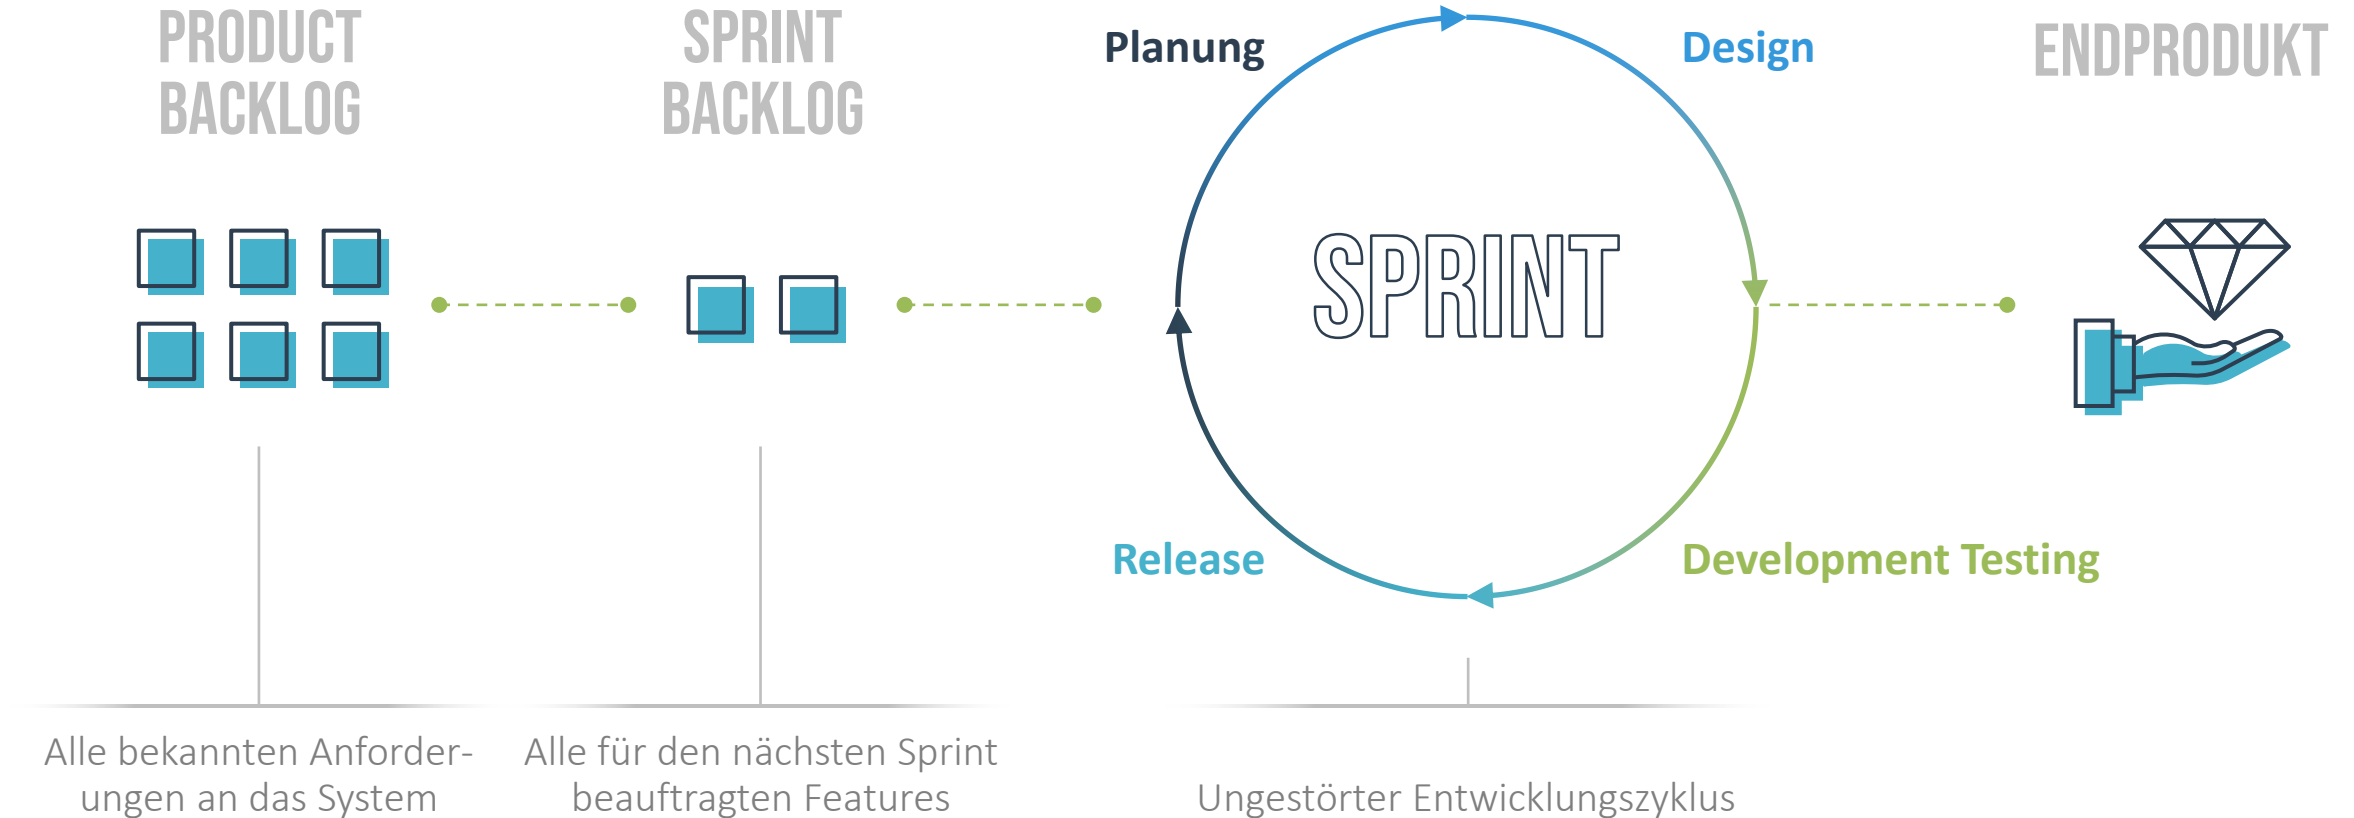 PRODUCT
BACKLOG
SPRINT
BACKLOG
Planung
Design
ENDPRODUKT
SPRINT
Release
Development Testing
Alle bekannten Anforder-
ungen an das System
Alle für den nächsten Sprint
beauftragten Features
Ungestörter Entwicklungszyklus